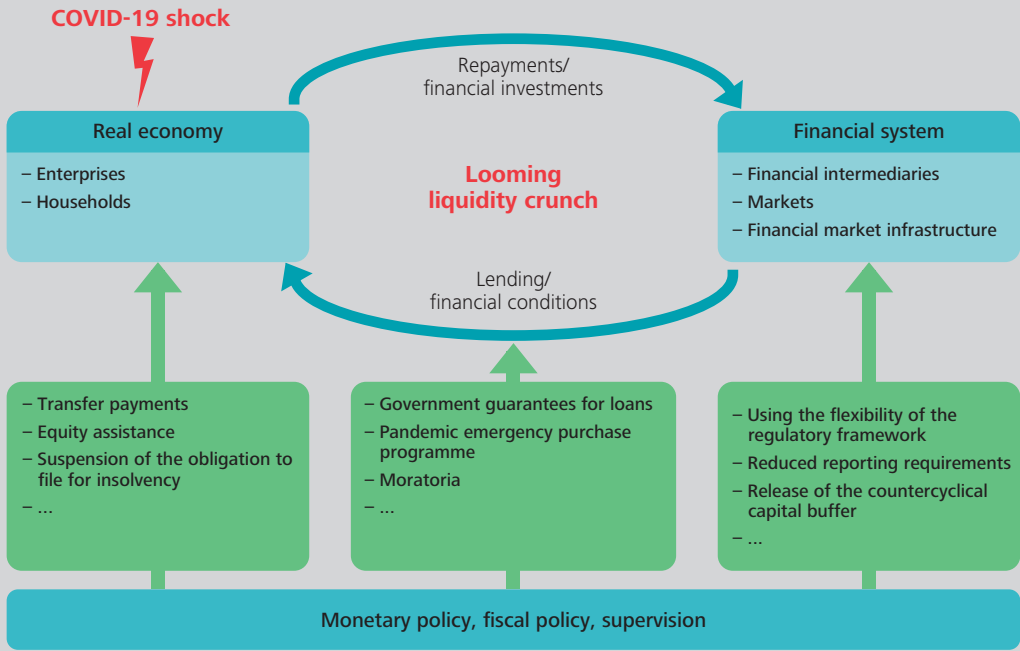 COVID-19 shock
Repayments/
financial investments
Real economy
– Enterprises
– Households
Looming
liquidity crunch
Financial system
– Financial intermediaries
– Markets
– Financial market infrastructure
Lending/
financial conditions
– Transfer payments
– Equity assistance
– Suspension of the obligation to
file for insolvency
– ...
– Government guarantees for loans
– Pandemic emergency purchase
programme
– Moratoria
– ...
– Using the flexibility of the
regulatory framework
– Reduced reporting requirements
– Release of the countercyclical
capital buffer
– ...
Monetary policy, fiscal policy, supervision